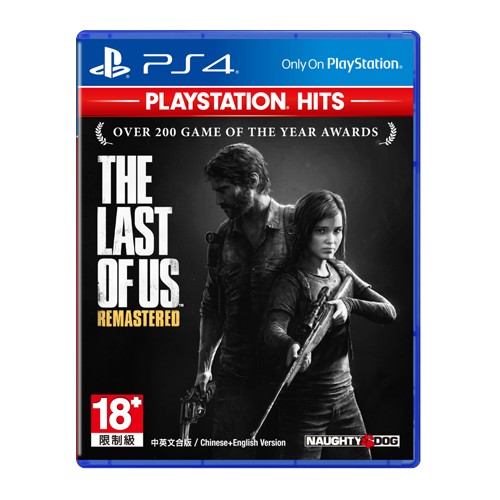 PS4
Only On PlayStation®
PLAYSTATION® HITS
OVER 200 GAME OF THE YEAR AWARDS
THE
LAST
OF US™
REMASTERED
18+
限制級
中英文合版 / Chinese+English Version
NAUGHTY DOG